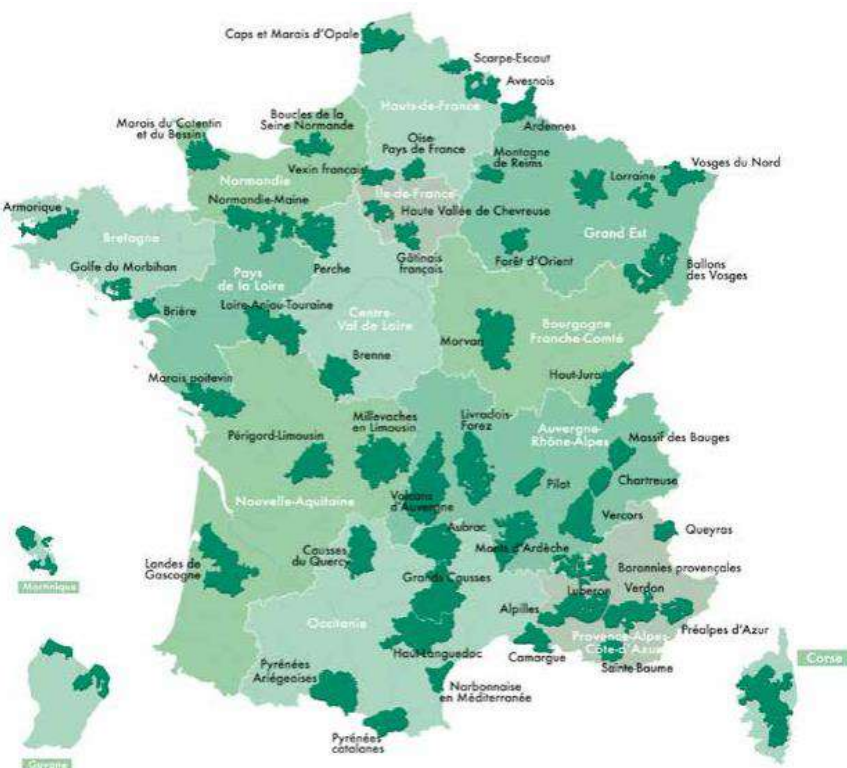 Caps et Marais d'Opale
Scarpe-Escaut
Avesnois
Hauts-de-France
Ardennes
Marais du Cotentin
et du Bessin
Boucles de la
Seine Normande
Oise-
Pays de France
Montagne
de Reims
Vosges du Nord
Vexin français
Lorraine
Normandie
Île-de-France
Normandie-Maine
Haute Vallée de Chevreuse
Armorique
Grand Est
Bretagne
Perche
Gâtinais
français
Forêt d'Orient
Ballons
des Vosges
Golfe du Morbihan
Pays
de la Loire
Brière
Loire-Anjou-Touraine
Centre-
Val de Loire
Bourgogne
Franche-Comté
Morvan
Brenne
Haut-Jura
Marais poitevin
Millevaches
en Limousin
Livradois-
Forez
Auvergne-
Rhône-Alpes
Massif des Bauges
Périgord-Limousin
Pilat
Chartreuse
Nouvelle-Aquitaine
Volcans
d'Auvergne
Vercors
Aubrac
Queyras
Landes de
Gascogne
Causses
du Quercy
Monts d'Ardèche
Baronnies provençales
Martinique
Grands Causses
Luberon
Verdon
Occitanie
Alpilles
Préalpes d'Azur
Provence-Alpes-
Côte-d'Azur
Haut-Languedoc
Camargue
Sainte-Baume
Corse
Pyrénées
Ariégeoises
Narbonnaise
en Méditerranée
Pyrénées
catalanes
Guyane